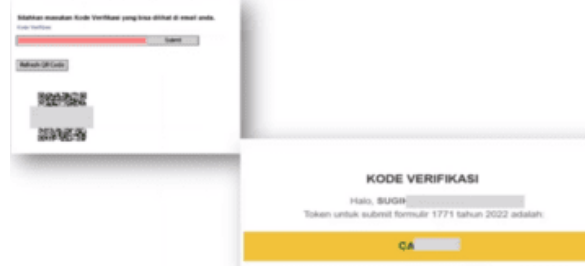 Silahkan masukan Kode Verifikasi yang bisa dilihat di email anda.
Kode Verifikasi
Submit
Refresh QR Code
KODE VERIFIKASI
Halo, SUGI
Token untuk submit formulir 1771 tahun 2022 adalah:
CA